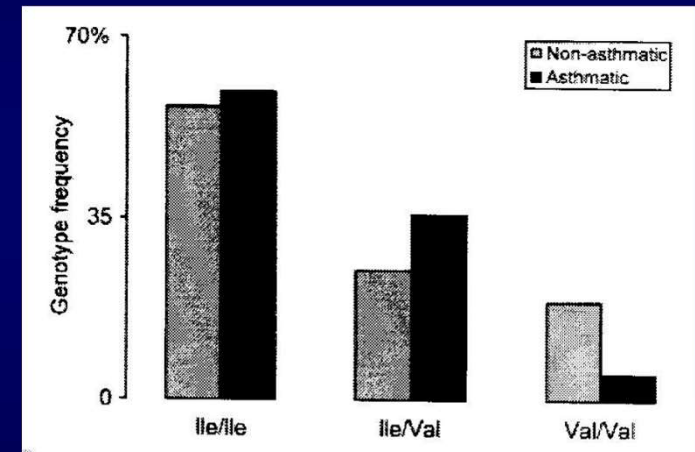 70%
Non-asthmatic
Asthmatic
Genotype frequency
35
0
Ile/Ile
Ile/Val
Val/Val